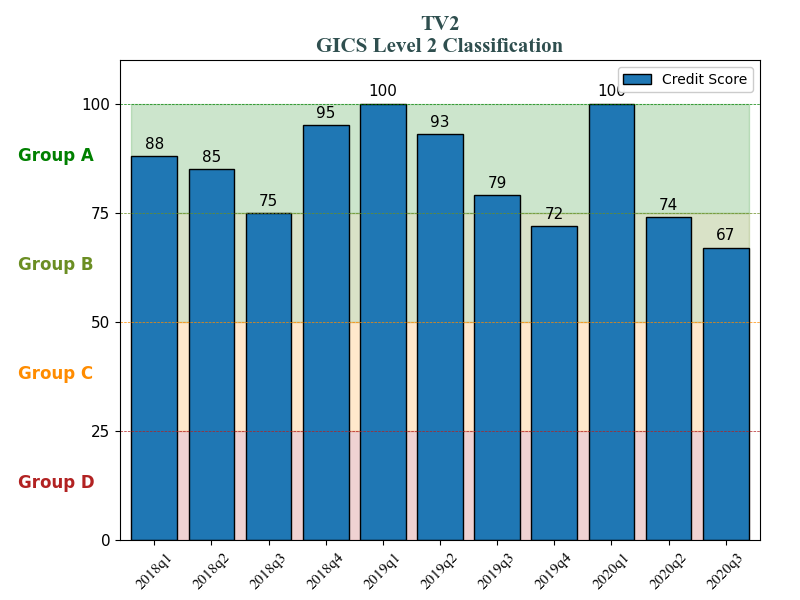 TV2
GICS Level 2 Classification
Credit Score
100
75
50
25
0
Group A
Group B
Group C
Group D
88
85
75
95
100
93
79
72
100
74
67
2018q1
2018q2
2018q3
2018q4
2019q1
2019q2
2019q3
2019q4
2020q1
2020q2
2020q3